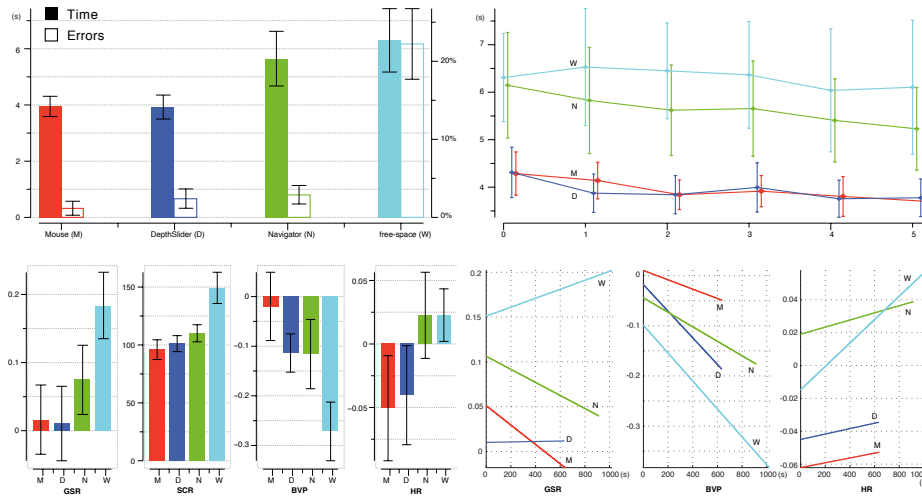 (s)
Time
Errors
6
4
2
0
20%
10%
0%
Mouse (M)
DepthSlider (D)
Navigator (N)
free-space (W)
(s)
7
6
5
4
W
N
M
D
0
1
2
3
4
5
0.2
0.1
0
M D N W
GSR
150
100
50
0
M D N W
SCR
0
−0.1
−0.2
−0.3
M D N W
BVP
0.05
0.000
−0.05
M D N W
HR
0.2
0.15
0.1
0.05
0
W
N
D
M
0 200 400 600 800 1000 (s)
GSR
0
−0.1
−0.2
−0.3
M
N
D
W
0 200 400 600 800 1000 (s)
BVP
0.04
0.00
−0.04
−0.06
W
N
D
M
0 200 400 600 800 10
HR